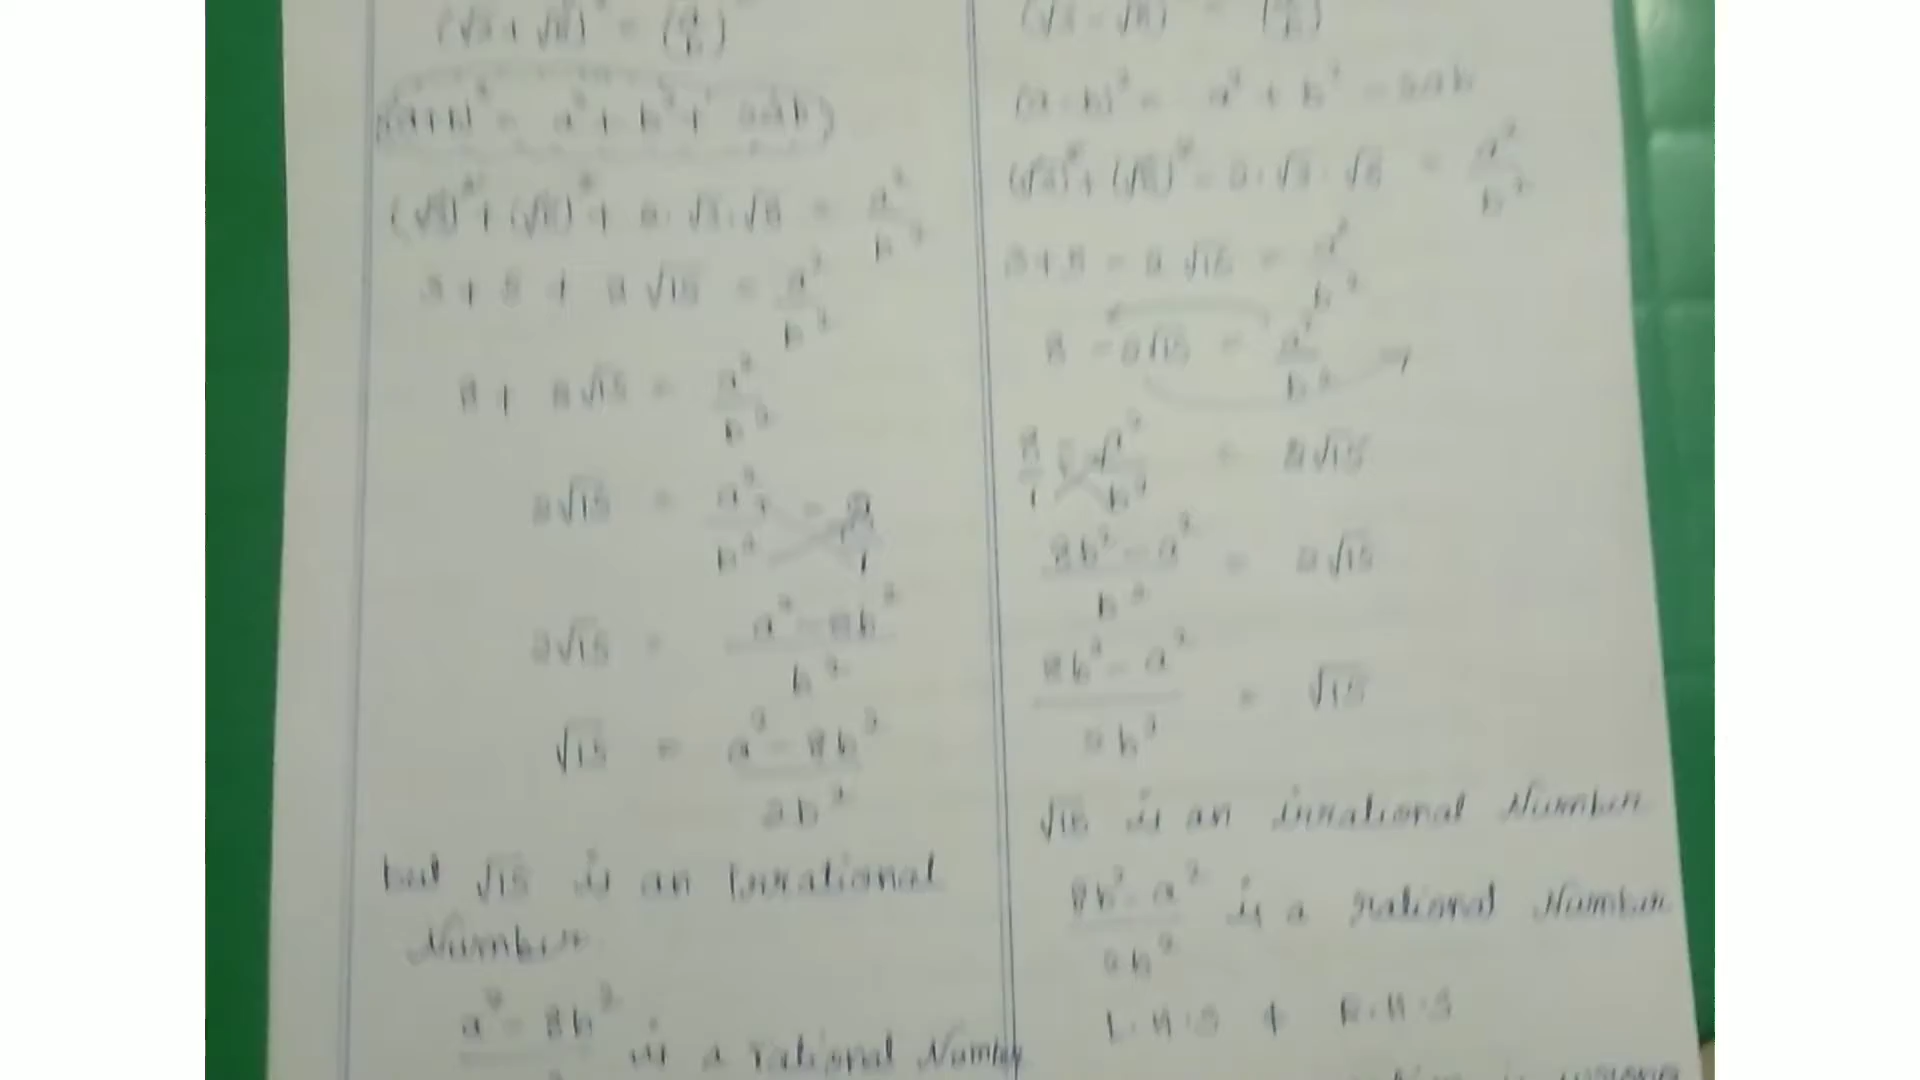 (√3 + √5)² = (a/b)²
(a+b)² = a² + b² + 2ab)
(√3)² + (√5)² + 2·√3·√5 = a²/b²
3 + 5 + 2√15 = a²/b²
8 + 2√15 = a²/b²
2√15 = a²/b² - 8/1
2√15 = a² - 8b²/b²
√15 = a² - 8b²/2b²
but √15 is an Irrational
Number
a² - 8b²
is a rational Number
(√3 - √5)² = (a/b)²
(a - b)² = a² + b² - 2ab
(√3)² + (√5)² - 2·√3·√5 = a²/b²
3+5 - 2√15 = a²/b²
8 - 2√15 = a²/b²
8/1 - a²/b² = 2√15
8b² - a²/b² = 2√15
8b² - a²/2b² = √15
√15 is an irrational Number
8b² - a²/2b² is a rational Number
L.H.S ≠ R.H.S